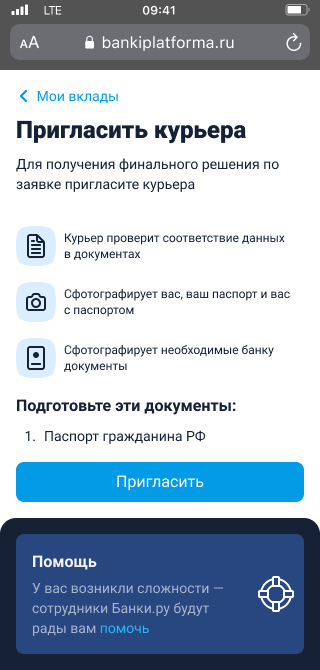 LTE 09:41
AA bankiplatforma.ru
Мои вклады
Пригласить курьера
Для получения финального решения по
заявке пригласите курьера
Курьер проверит соответствие данных
в документах
Сфотографирует вас, ваш паспорт и вас
с паспортом
Сфотографирует необходимые банку
документы
Подготовьте эти документы:
1. Паспорт гражданина РФ
Пригласить
Помощь
У вас возникли сложности —
сотрудники Банки.ру будут
рады вам помочь